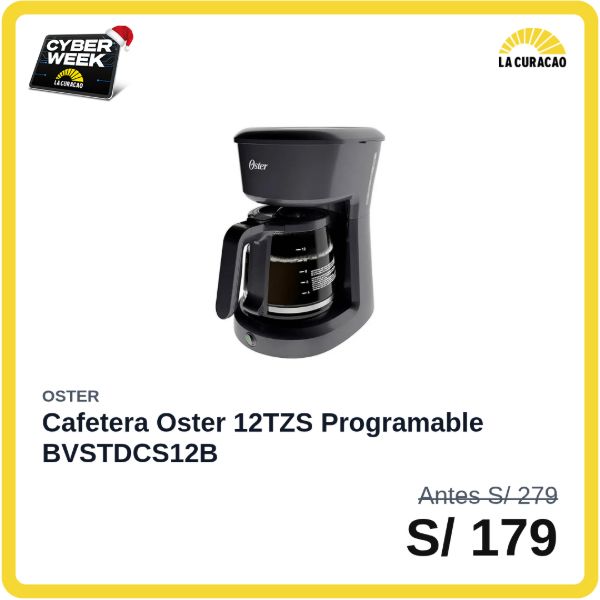 CYBER
WEEK
LA CURACAO
LA CURACAO
Oster
OSTER
Cafetera Oster 12TZS Programable
BVSTDCS12B
Antes S/ 279
S/ 179